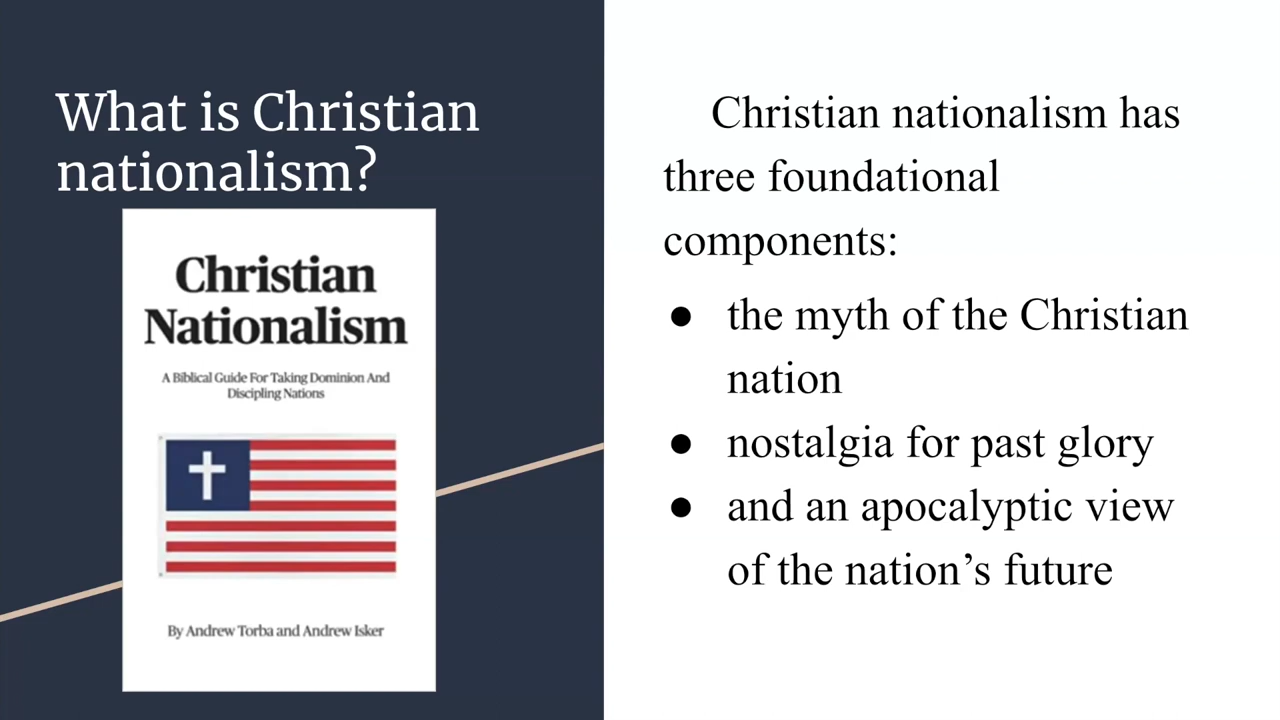 What is Christian
nationalism?
Christian
Nationalism
A Biblical Guide For Taking Dominion And
Discipling Nations
By Andrew Torba and Andrew Isker
Christian nationalism has
three foundational
components:
● the myth of the Christian
nation
● nostalgia for past glory
● and an apocalyptic view
of the nation’s future